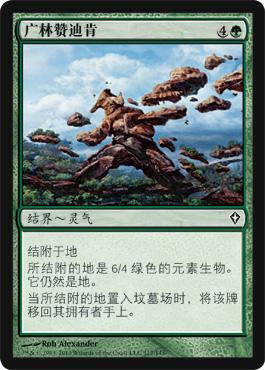 广林赞迪肯 4
结界～灵气
结附于地
所结附的地是 6/4 绿色的元素生物。
它仍然是地。
当所结附的地置入坟墓场时，将该牌
移回其拥有者手上。
Rob Alexander